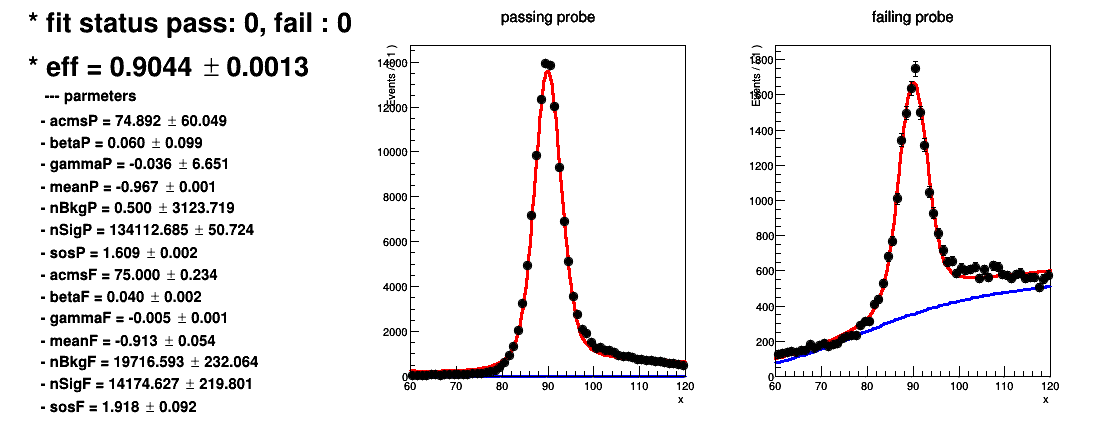 * fit status pass: 0, fail : 0
* eff = 0.9044 ± 0.0013
--- parmeters
- acmsP = 74.892 ± 60.049
- betaP = 0.060 ± 0.099
- gammaP = -0.036 ± 6.651
- meanP = -0.967 ± 0.001
- nBkgP = 0.500 ± 3123.719
- nSigP = 134112.685 ± 50.724
- sosP = 1.609 ± 0.002
- acmsF = 75.000 ± 0.234
- betaF = 0.040 ± 0.002
- gammaF = -0.005 ± 0.001
- meanF = -0.913 ± 0.054
- nBkgF = 19716.593 ± 232.064
- nSigF = 14174.627 ± 219.801
- sosF = 1.918 ± 0.092
passing probe
Events / ( 1 )
14000
12000
10000
8000
6000
4000
2000
0
60 70 80 90 100 110 120
x
failing probe
Events / ( 1 )
1800
1600
1400
1200
1000
800
600
400
200
0
60 70 80 90 100 110 120
x